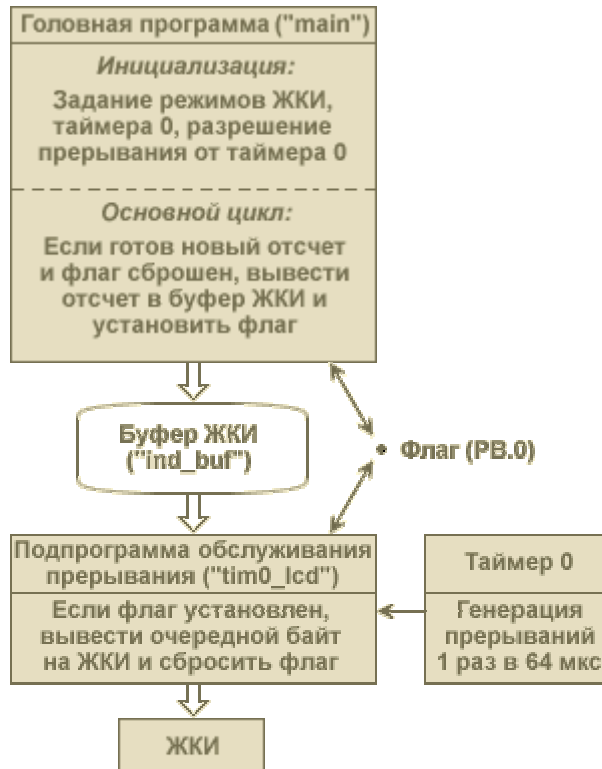 Головная программа ("main")
Инициализация:
Задание режимов ЖКИ,
таймера 0, разрешение
прерывания от таймера 0
Основной цикл:
Если готов новый отсчет
и флаг сброшен, вывести
отсчет в буфер ЖКИ и
установить флаг
Буфер ЖКИ
("ind_buf")
Флаг (PB.0)
Подпрограмма обслуживания
прерывания ("tim0_lcd")
Если флаг установлен,
вывести очередной байт
на ЖКИ и сбросить флаг
Таймер 0
Генерация
прерываний
1 раз в 64 мкс
ЖКИ